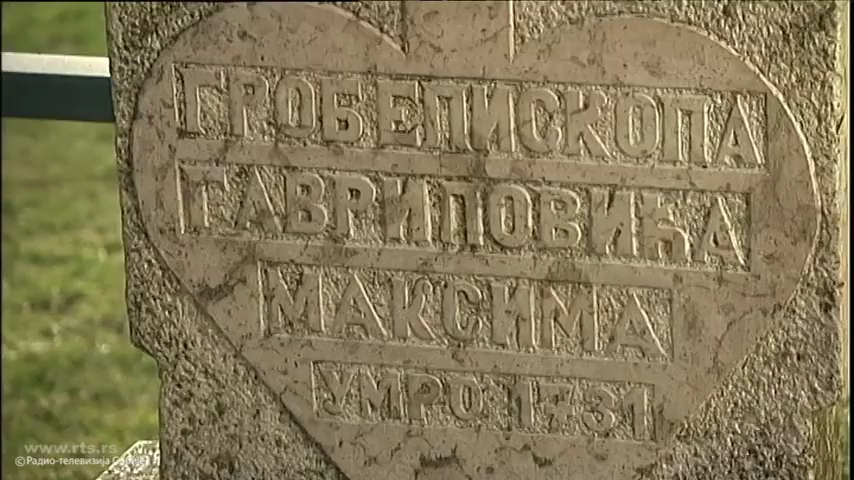 ГРОБ ЕПИСКОПА
ГАВРИЛОВИЋА
МАКСИМА
УМРО 1731
www.rts.rs
©Радио-телевизија Србије